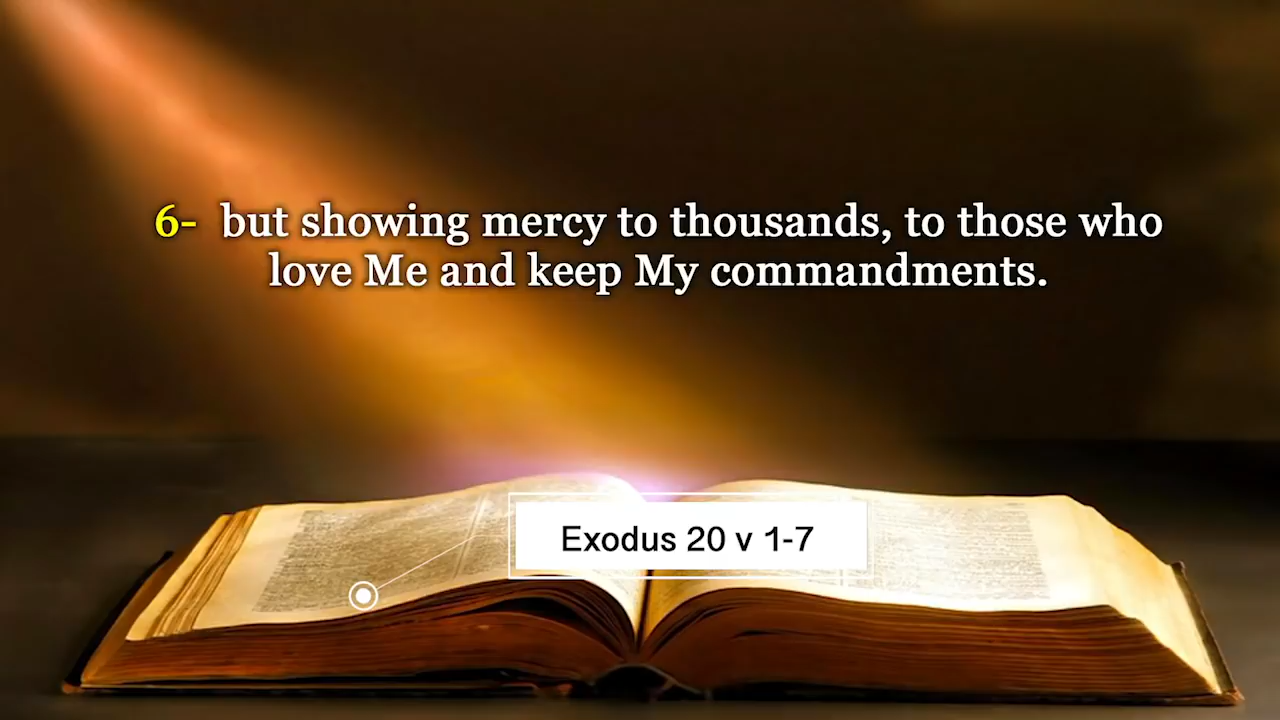 6- but showing mercy to thousands, to those who
love Me and keep My commandments.
Exodus 20 v 1-7